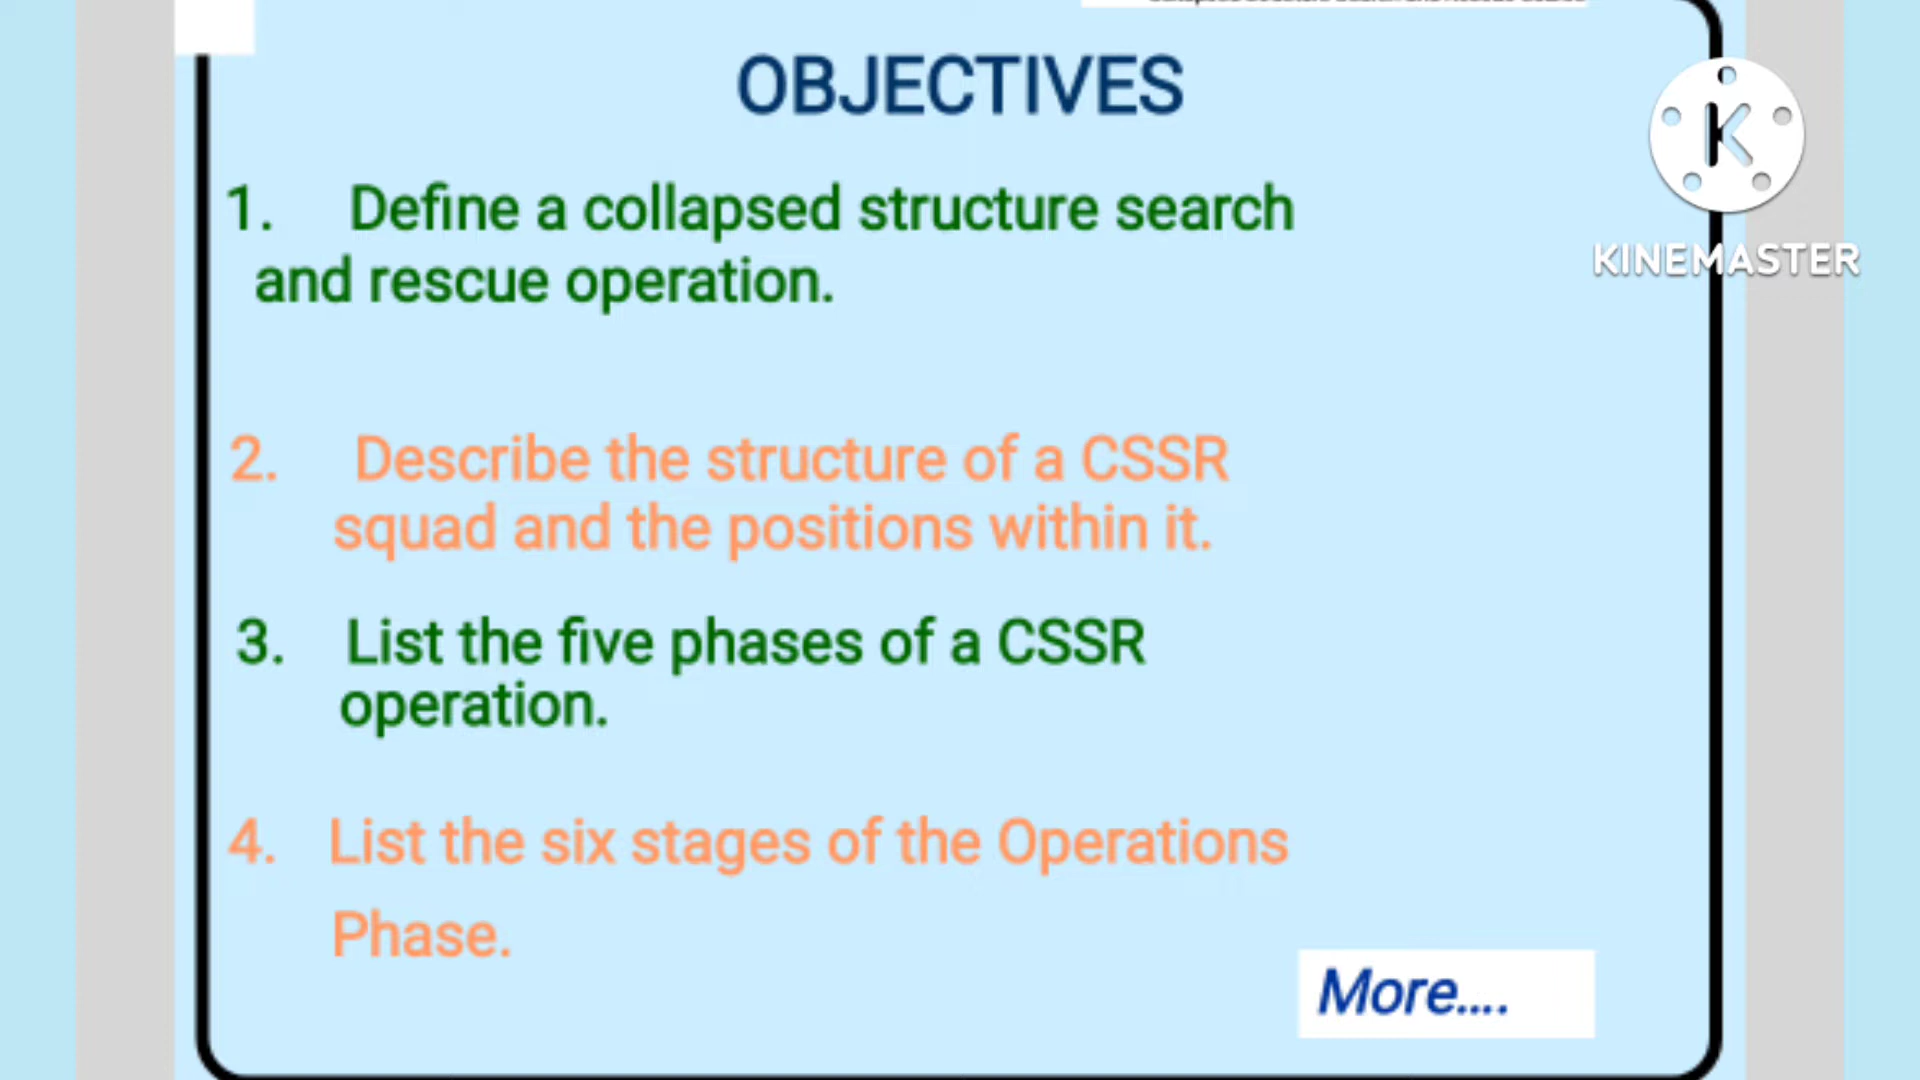 OBJECTIVES
1. Define a collapsed structure search
and rescue operation.
2. Describe the structure of a CSSR
squad and the positions within it.
3. List the five phases of a CSSR
operation.
4. List the six stages of the Operations
Phase.
More....
K
KINEMASTER